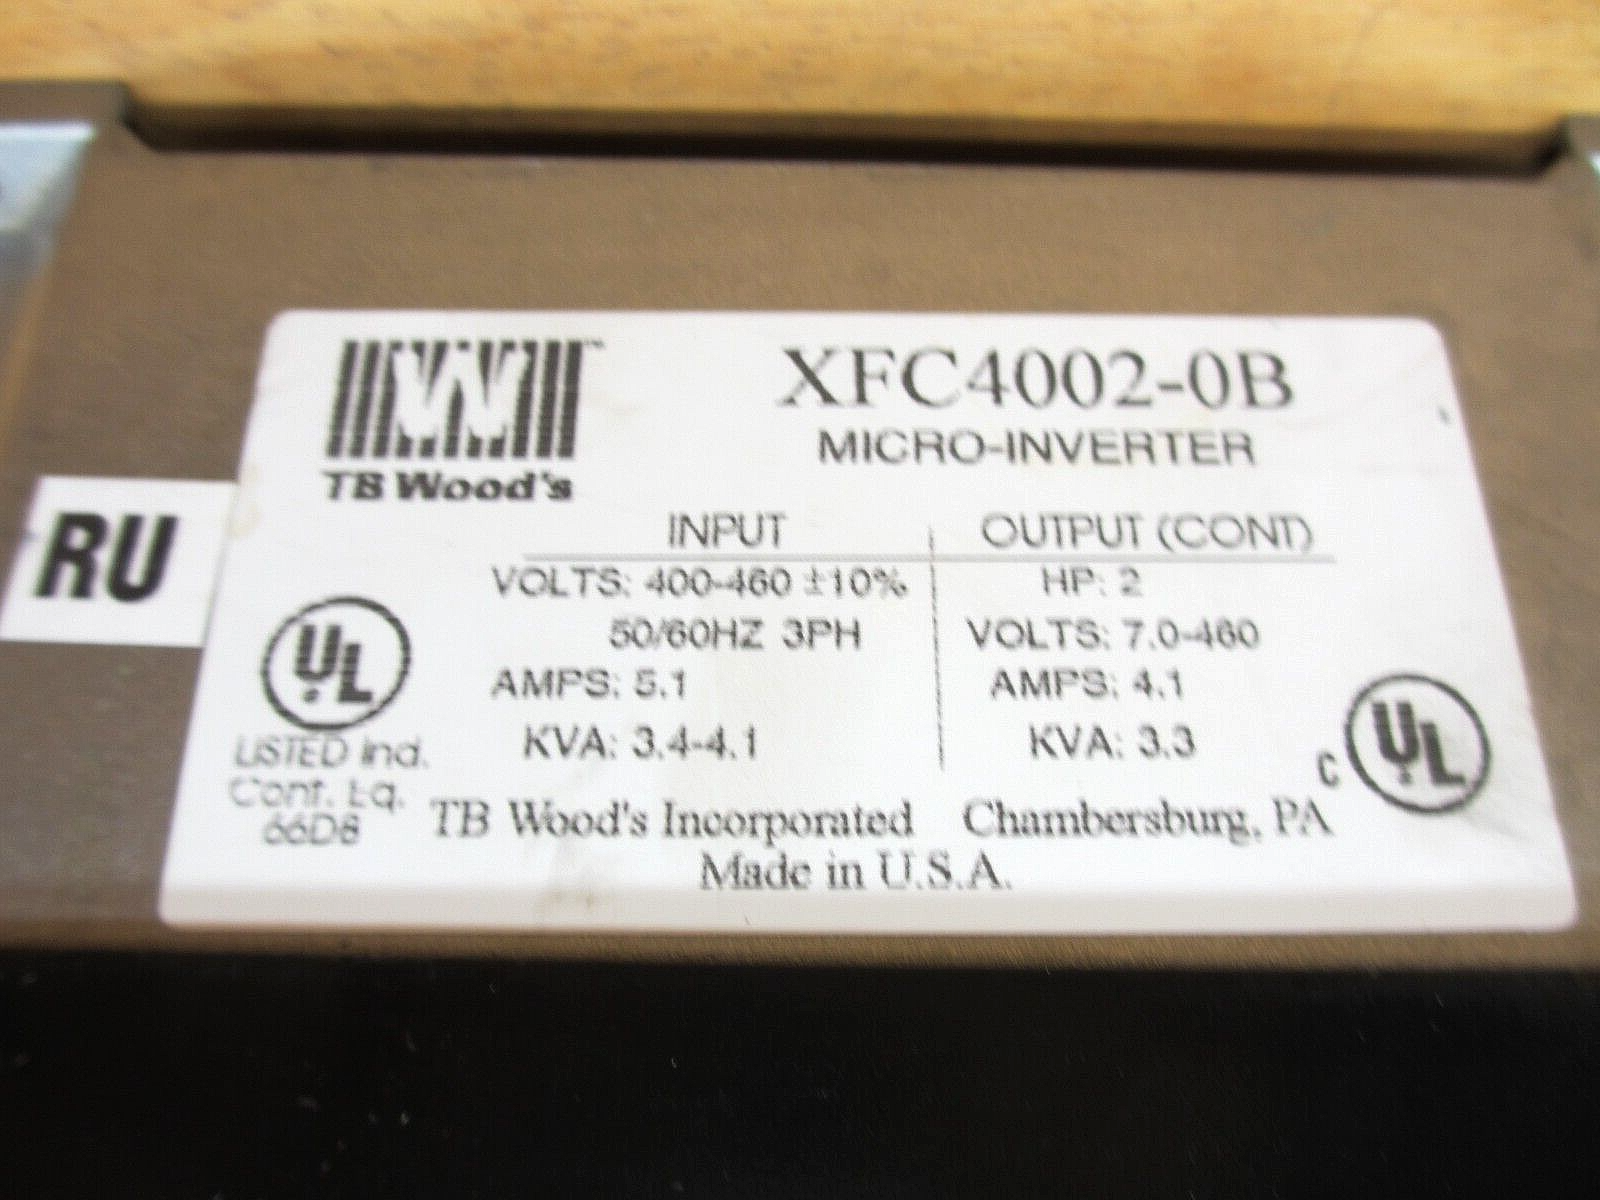 XFC4002-0B
MICRO-INVERTER
W
TB Wood's
RU
INPUT
VOLTS: 400-460 ±10%
50/60HZ 3PH
AMPS: 5.1
KVA: 3.4-4.1
OUTPUT (CONT)
HP: 2
VOLTS: 7.0-460
AMPS: 4.1
KVA: 3.3
UL
LISTED Ind.
Cont. Eq.
66D8
C UL
TB Wood's Incorporated Chambersburg, PA
Made in U.S.A.